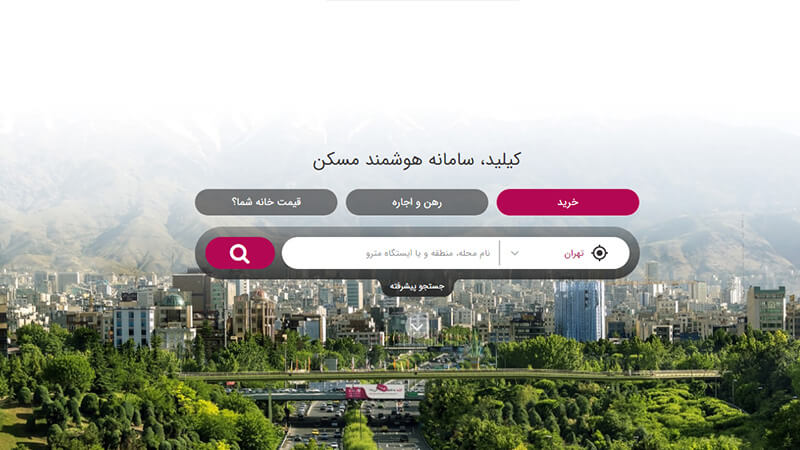 کیلید، سامانه هوشمند مسکن
خرید
رهن و اجاره
قیمت خانه شما؟
تهران
نام محله، منطقه و یا ایستگاه مترو
جستجو پیشرفته